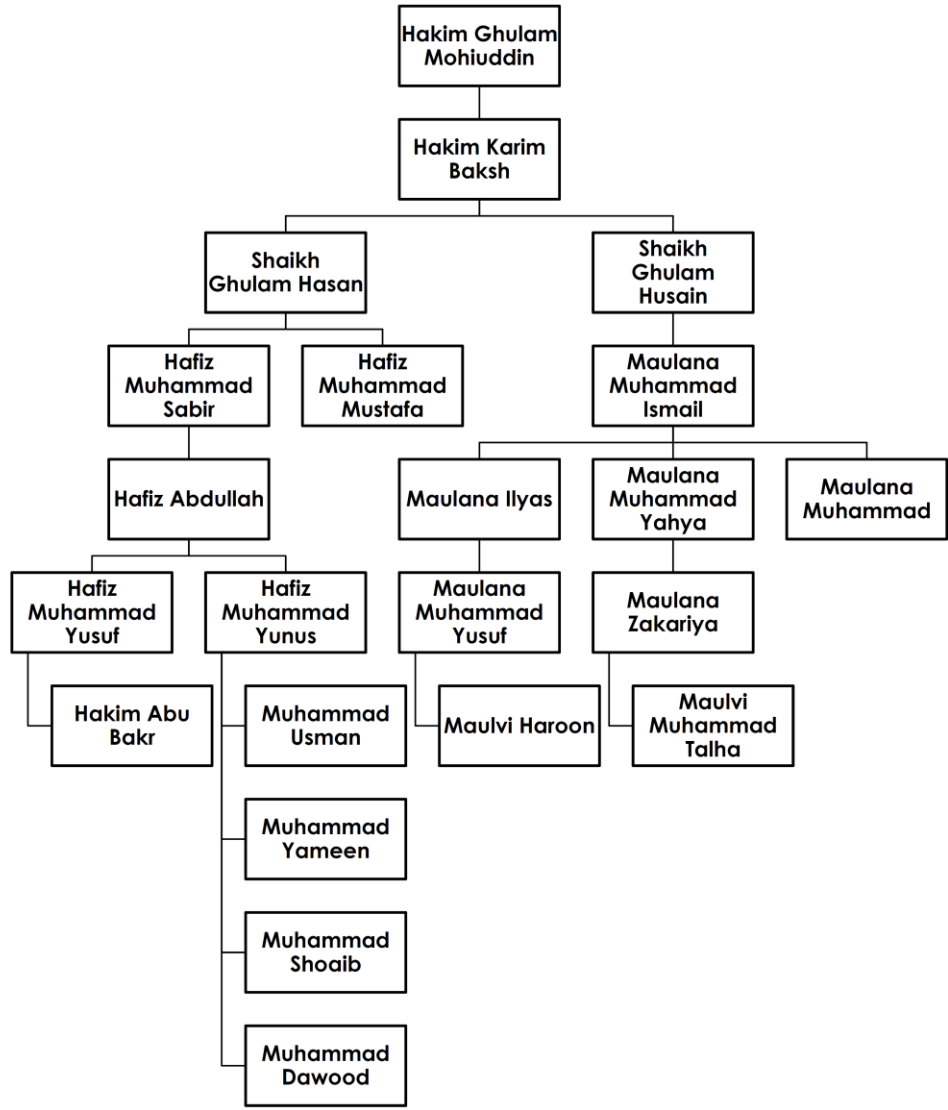 Hakim Ghulam
Mohiuddin
Hakim Karim
Baksh
Shaikh
Ghulam Hasan
Shaikh
Ghulam
Husain
Hafiz
Muhammad
Sabir
Hafiz
Muhammad
Mustafa
Maulana
Muhammad
Ismail
Hafiz Abdullah
Maulana Ilyas
Maulana
Muhammad
Yahya
Maulana
Muhammad
Hafiz
Muhammad
Yusuf
Hafiz
Muhammad
Yunus
Maulana
Muhammad
Yusuf
Maulana
Zakariya
Hakim Abu
Bakr
Muhammad
Usman
Maulvi Haroon
Maulvi
Muhammad
Talha
Muhammad
Yameen
Muhammad
Shoaib
Muhammad
Dawood